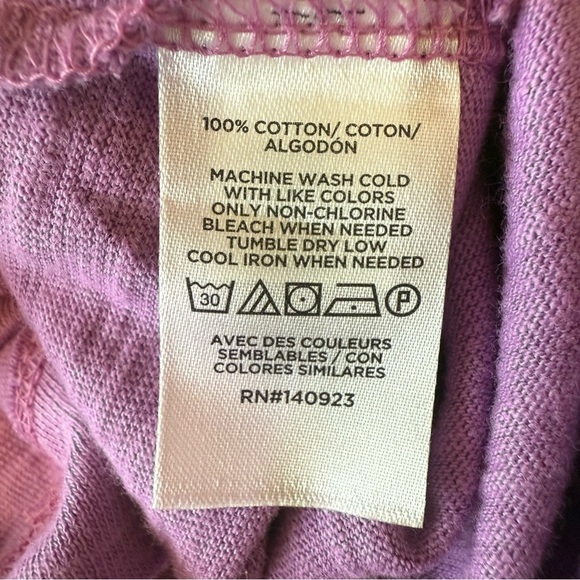 100% COTTON/ COTON/
ALGODÓN
MACHINE WASH COLD
WITH LIKE COLORS
ONLY NON-CHLORINE
BLEACH WHEN NEEDED
TUMBLE DRY LOW
COOL IRON WHEN NEEDED
30 P
AVEC DES COULEURS
SEMBLABLES / CON
COLORES SIMILARES
RN#140923